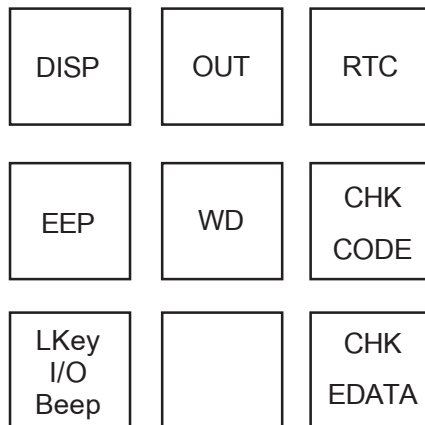 DISP
OUT
RTC
EEP
WD
CHK
CODE
LKey
I/O
Beep
CHK
EDATA